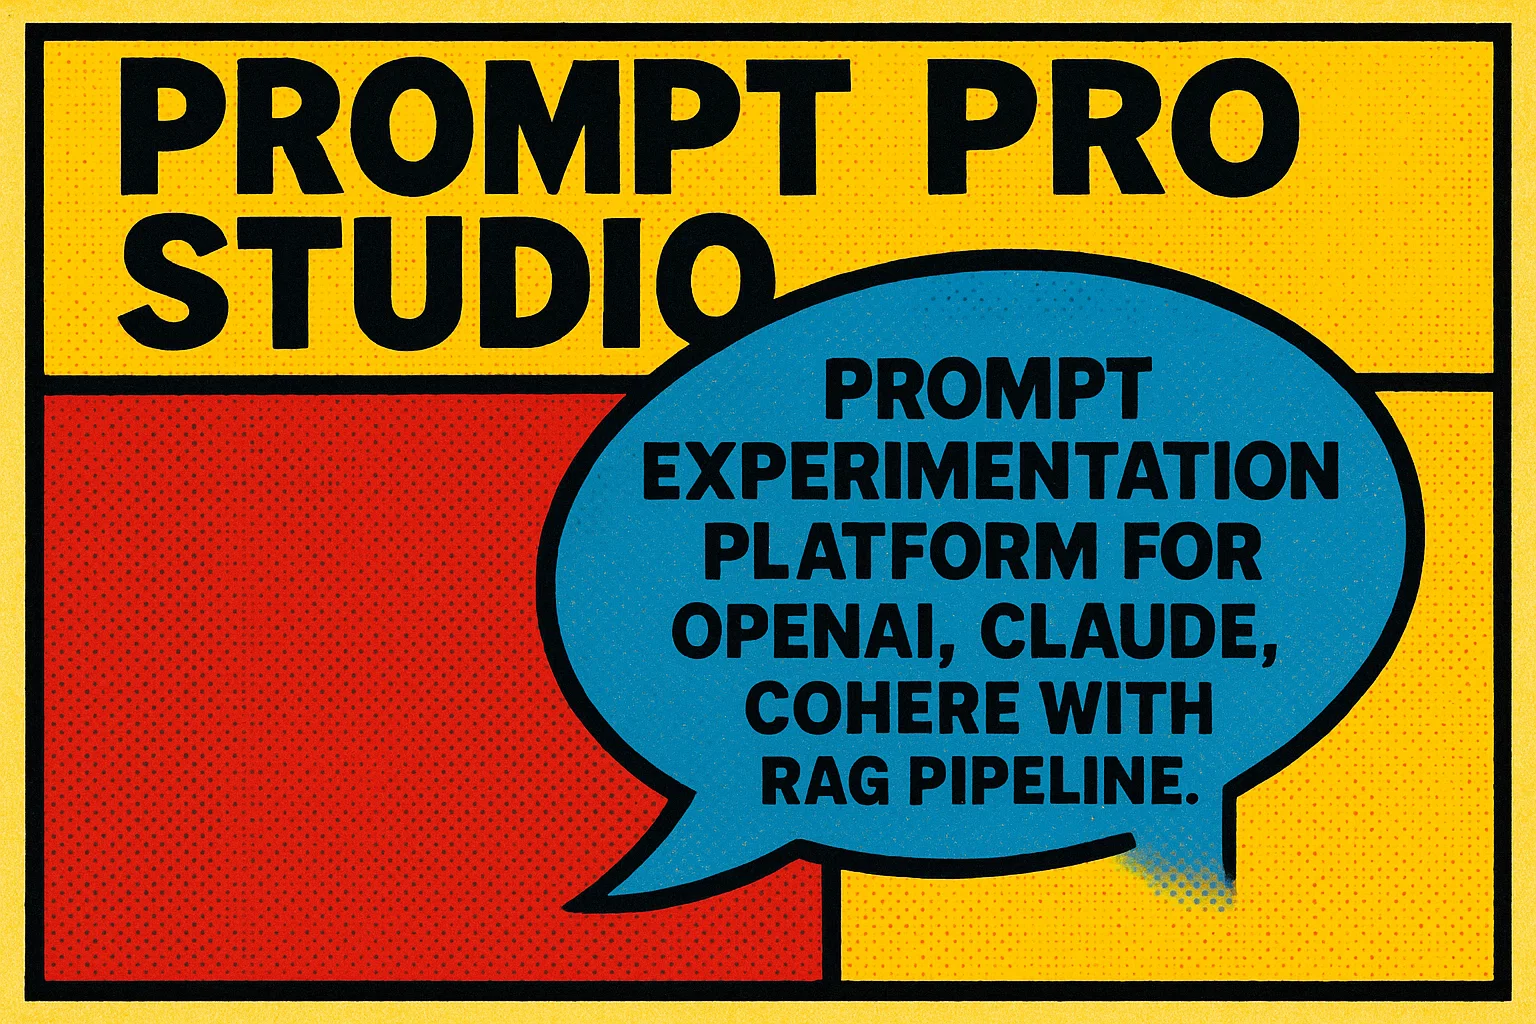 PROMPT PRO
STUDIO
PROMPT
EXPERIMENTATION
PLATFORM FOR
OPENAI, CLAUDE,
COHERE WITH
RAG PIPELINE.